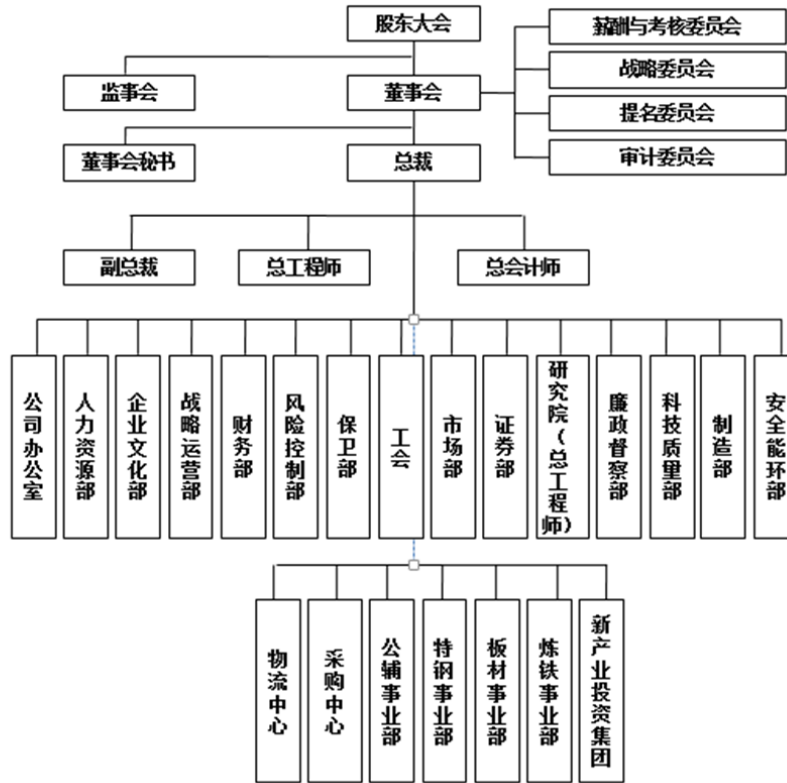 股东大会
薪酬与考核委员会
战略委员会
监事会
董事会
提名委员会
董事会秘书
总裁
审计委员会
副总裁
总工程师
总会计师
公司办公室
人力资源部
企业文化部
战略运营部
财务部
风险控制部
保卫部
工会
市场部
证券部
研究院（总工程师）
廉政督察部
科技质量部
制造部
安全能环部
物流中心
采购中心
公辅事业部
特钢事业部
板材事业部
炼铁事业部
新产业投资集团